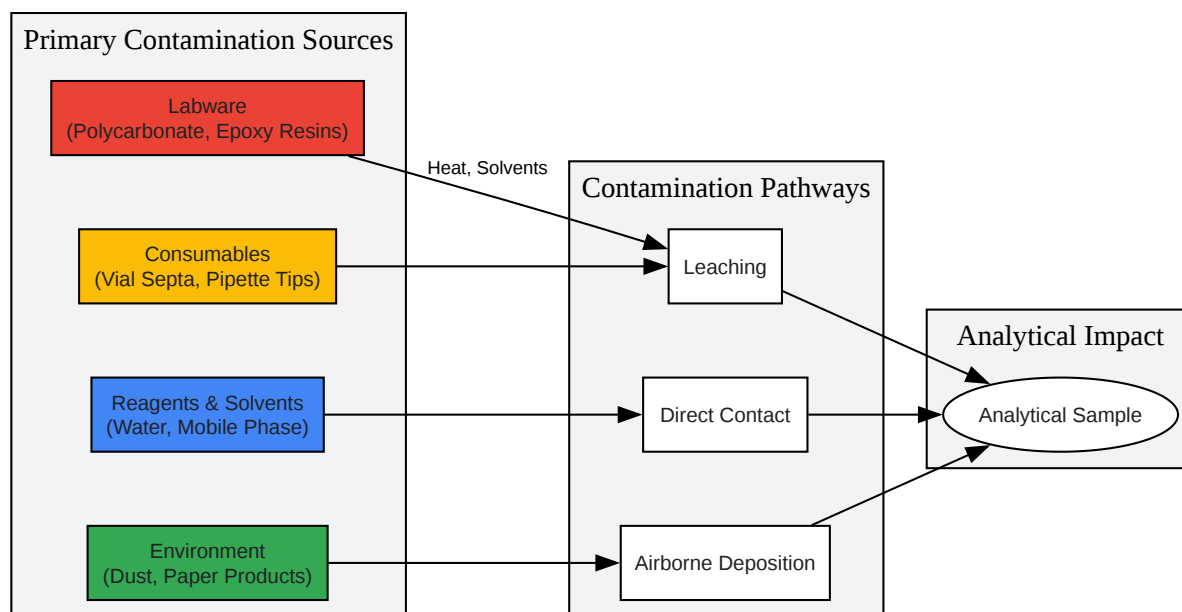 Primary Contamination Sources
Labware
(Polycarbonate, Epoxy Resins)
Heat, Solvents
Consumables
(Vial Septa, Pipette Tips)
Reagents & Solvents
(Water, Mobile Phase)
Environment
(Dust, Paper Products)
Contamination Pathways
Leaching
Direct Contact
Airborne Deposition
Analytical Impact
Analytical Sample